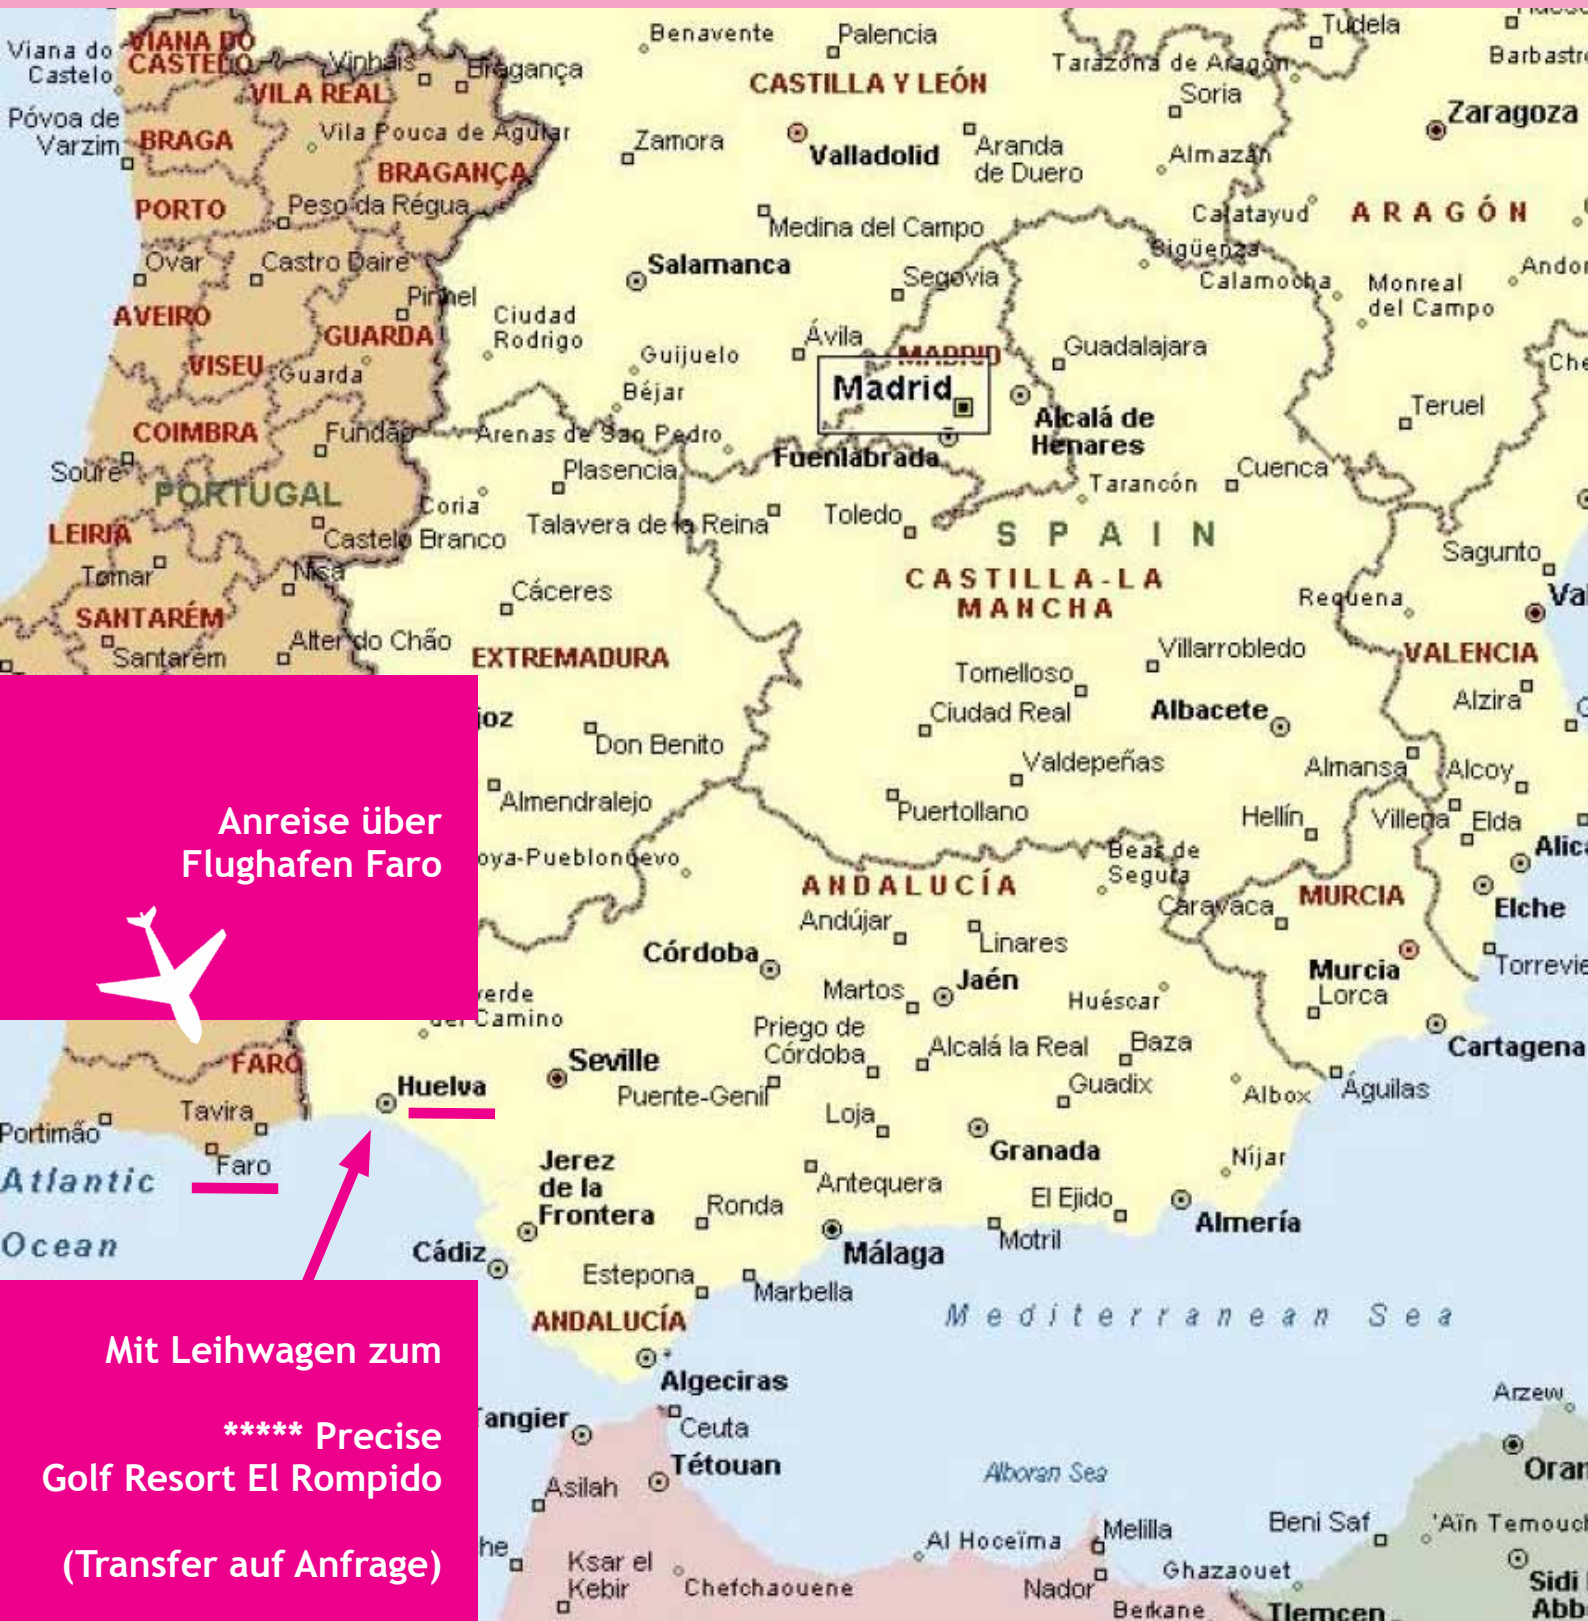 Viana do
Castelo
VIANA DO
CASTELO
Vinhais
Bragança
Benavente
Palencia
Tudela
CASTILLA Y LEÓN
Tarazona de Aragón
VILA REAL
Soria
Póvoa de
Varzim
BRAGA
Vila Pouca de Aguiar
Zamora
Valladolid
Aranda
de Duero
Almazán
Zaragoza
BRAGANÇA
PORTO
Peso da Régua
Medina del Campo
Calatayud
ARAGÓN
Ovar
Castro Daire
Salamanca
Segovia
Sigüenza
Calamocha
Monreal
del Campo
AVEIRO
Pinhel
GUARDA
Ciudad
Rodrigo
VISEU
Guarda
Guijuelo
Ávila
MADRID
Guadalajara
Béjar
Madrid
Alcalá de
Henares
Teruel
COIMBRA
Fundão
Arenas de San Pedro
Fuenlabrada
Soure
PORTUGAL
Plasencia
Tarancón
Cuenca
Coria
LEIRIA
Castelo Branco
Talavera de la Reina
Toledo
SPAIN
Sagunto
Tomar
Nisa
Cáceres
CASTILLA-LA
MANCHA
Requena
SANTARÉM
Santarém
Alter do Chão
EXTREMADURA
Villarrobledo
VALENCIA
Tomelloso
Alzira
joz
Don Benito
Ciudad Real
Albacete
Valdepeñas
Almansa
Alcoy
Almendralejo
Puertollano
Hellín
Villena
Elda
Anreise über
Flughafen Faro
oya-Pueblonuevo
Beas de
Segura
ANDALUCÍA
MURCIA
Caravaca
Elche
Andújar
Linares
Córdoba
Murcia
Lorca
Martos
Jaén
Huéscar
verde
del Camino
Priego de
Córdoba
Alcalá la Real
Baza
Cartagena
FARO
Seville
Huelva
Puente-Genil
Guadix
Albox
Águilas
Tavira
Loja
Portimão
Faro
Granada
Níjar
Atlantic
Ocean
Jerez
de la
Frontera
Antequera
El Ejido
Ronda
Almería
Cádiz
Málaga
Motril
Estepona
Marbella
Mediterranean Sea
ANDALUCÍA
Mit Leihwagen zum
***** Precise
Golf Resort El Rompido
(Transfer auf Anfrage)
Algeciras
Arzew
angier
Ceuta
Tétouan
Asilah
Alboran Sea
Oran
Al Hoceïma
Melilla
Beni Saf
Ksar el
Kebir
Chefchaouene
Nador
Ghazaouet
Berkane
Tlemcen